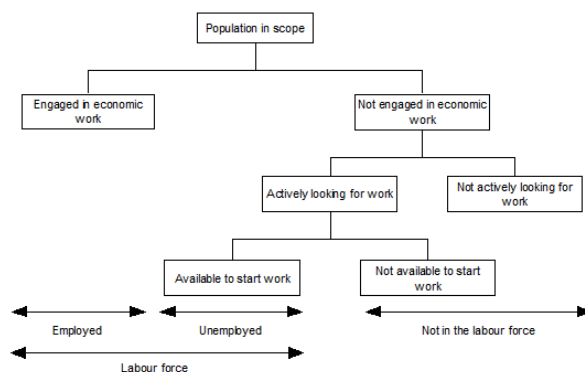 Population in scope
Engaged in economic
work
Not engaged in economic
work
Actively looking for work
Not actively looking for
work
Available to start work
Not available to start
work
Employed
Unemployed
Not in the labour force
Labour force